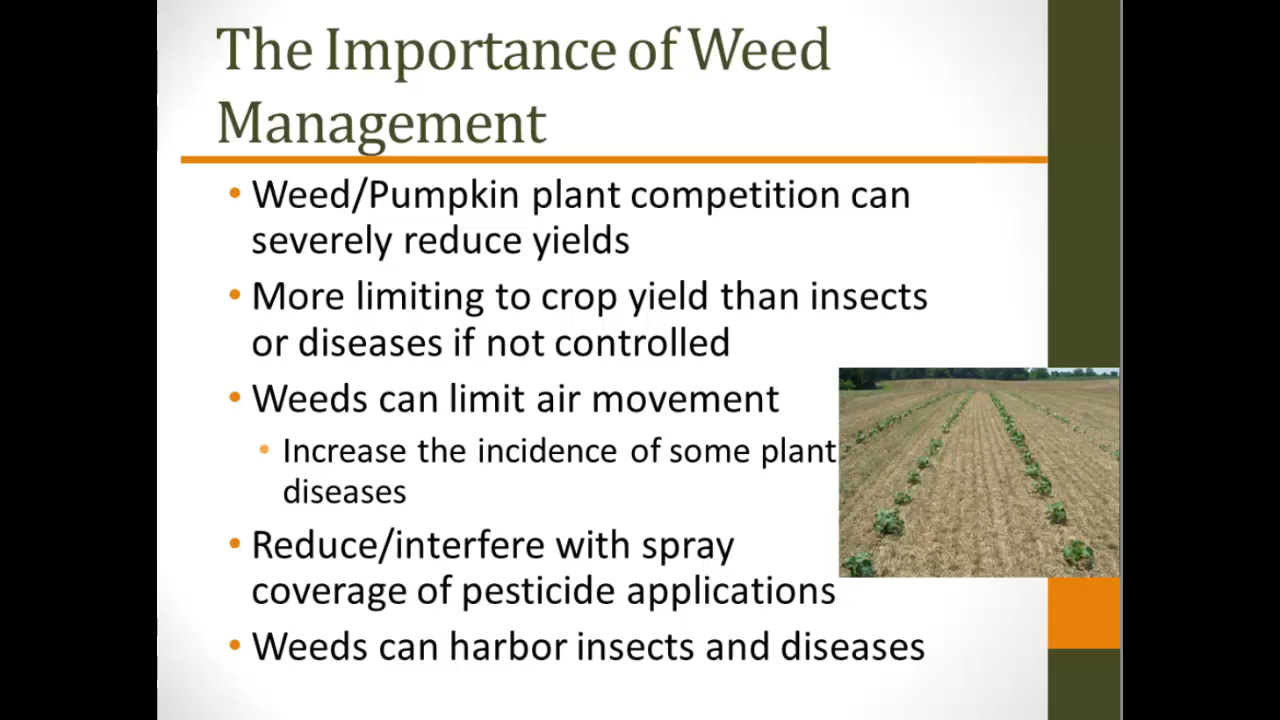 The Importance of Weed
Management
• Weed/Pumpkin plant competition can
severely reduce yields
• More limiting to crop yield than insects
or diseases if not controlled
• Weeds can limit air movement
• Increase the incidence of some plant
diseases
• Reduce/interfere with spray
coverage of pesticide applications
• Weeds can harbor insects and diseases